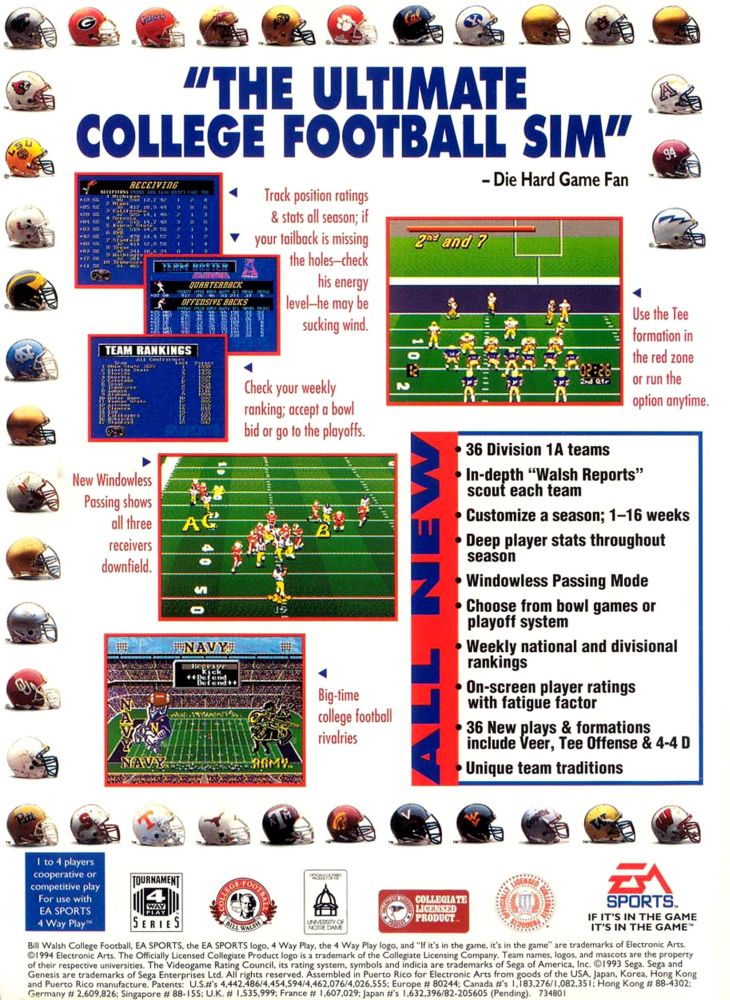 "THE ULTIMATE
COLLEGE FOOTBALL SIM"
– Die Hard Game Fan
RECEIVING
Track position ratings
& stats all season; if
your tailback is missing
the holes–check
his energy
level–he may be
sucking wind.
TEAM ROSTER
QUARTERBACK
OFFENSIVE BACKS
2nd and 7
10
12
02:26
2nd Qtr
Use the Tee
formation in
the red zone
or run the
option anytime.
TEAM RANKINGS
Check your weekly
ranking; accept a bowl
bid or go to the playoffs.
New Windowless
Passing shows
all three
receivers
downfield.
A C
B
40
50
NAVY
Kick
Defend
Defend
NAVY
NAVY
ARMY
Big-time
college football
rivalries
ALL NEW
• 36 Division 1A teams
• In-depth "Walsh Reports"
scout each team
• Customize a season; 1–16 weeks
• Deep player stats throughout
season
• Windowless Passing Mode
• Choose from bowl games or
playoff system
• Weekly national and divisional
rankings
• On-screen player ratings
with fatigue factor
• 36 New plays & formations
include Veer, Tee Offense & 4-4 D
• Unique team traditions
1 to 4 players
cooperative or
competitive play
For use with
EA SPORTS
4 Way Play™
TOURNAMENT
4
WAY
PLAY
SERIES
COLLEGE FOOTBALL
BILL WALSH
UNIVERSITY OF
NOTRE DAME
COLLEGIATE
LICENSED
PRODUCT
EA
SPORTS™
IF IT'S IN THE GAME
IT'S IN THE GAME™
Bill Walsh College Football, EA SPORTS, the EA SPORTS logo, 4 Way Play, the 4 Way Play logo, and "If it's in the game, it's in the game" are trademarks of Electronic Arts.
©1994 Electronic Arts. The Officially Licensed Collegiate Product logo is a trademark of the Collegiate Licensing Company. Team names, logos, and mascots are the property
of their respective universities. The Videogame Rating Council, its rating system, symbols and indicia are trademarks of Sega of America, Inc. ©1993 Sega. Sega and
Genesis are trademarks of Sega Enterprises Ltd. All rights reserved. Assembled in Puerto Rico for Electronic Arts from goods of the USA, Japan, Korea, Hong Kong
and Puerto Rico manufacture. Patents: U.S.#'s 4,442,486/4,454,594/4,462,076/4,026,555; Europe # 80244; Canada #'s 1,183,276/1,082,351; Hong Kong # 88-4302;
Germany # 2,609,826; Singapore # 88-155; U.K. # 1,535,999; France # 1,607,029; Japan #'s 1,632,396/82-205605 (Pending). 734801